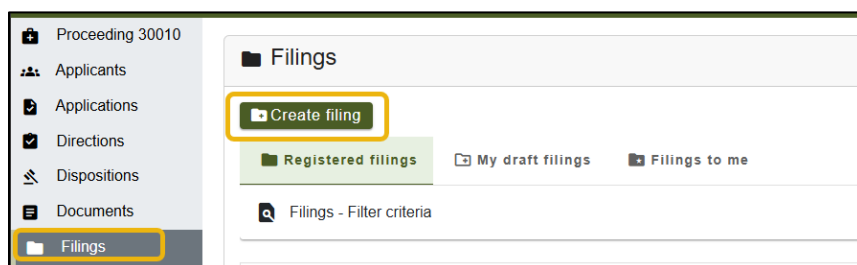 Proceeding 30010
Applicants
Applications
Directions
Dispositions
Documents
Filings
Filings
Create filing
Registered filings My draft filings Filings to me
Filings - Filter criteria